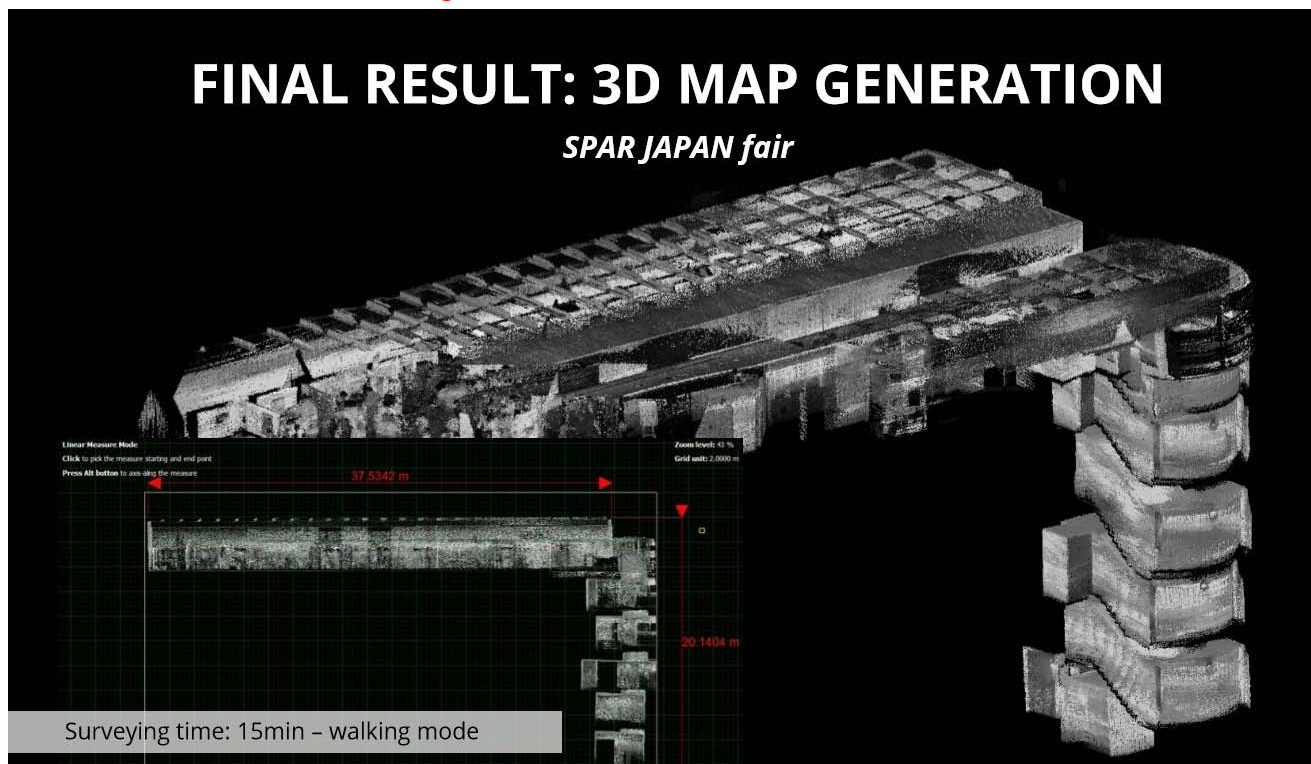 FINAL RESULT: 3D MAP GENERATION
SPAR JAPAN fair
Linear Measure Mode
Click to pick the measure starting and end point
Press Alt button to axis-alng the measure
Zoom level: 43 %
Grid unit: 2.0000 m
37.5342 m
20.1404 m
Surveying time: 15min – walking mode